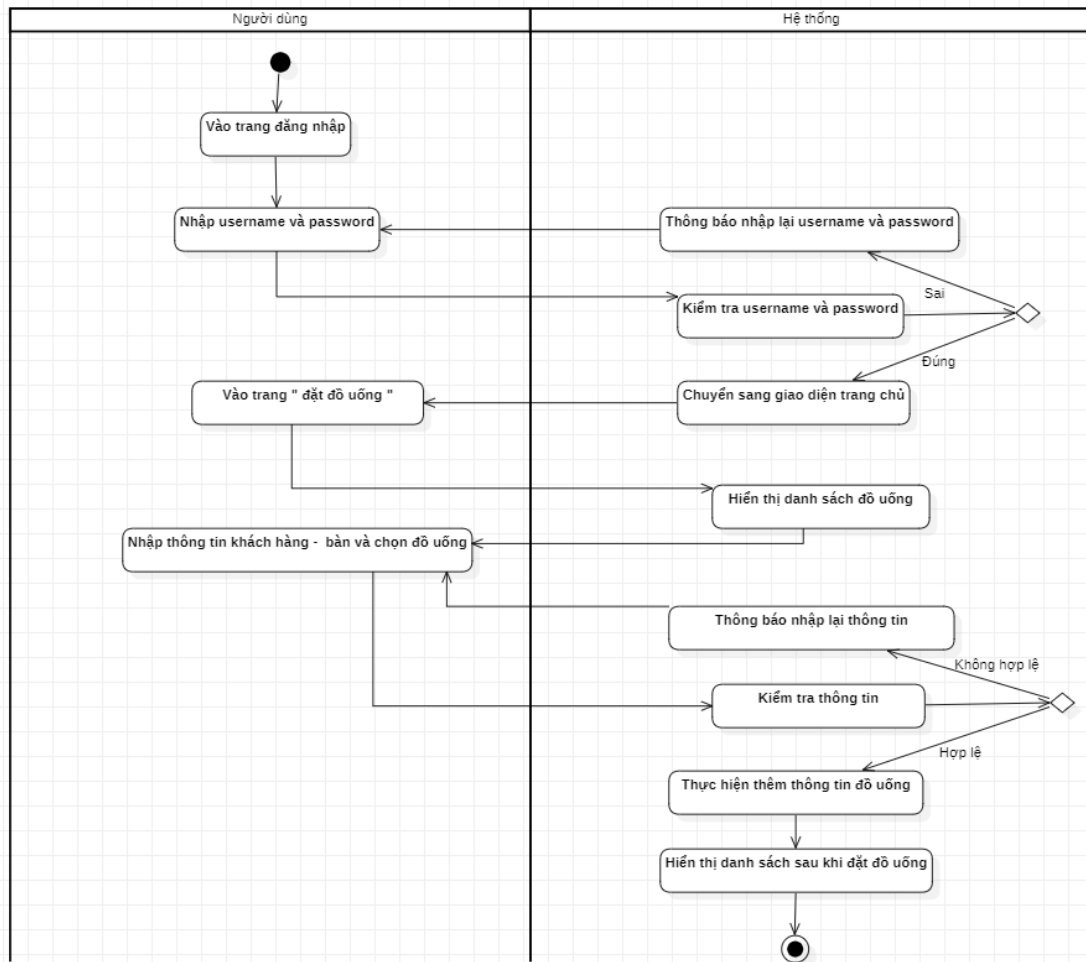 Người dùng
Hệ thống
Vào trang đăng nhập
Nhập username và password
Thông báo nhập lại username và password
Sai
Kiểm tra username và password
Đúng
Vào trang " đặt đồ uống "
Chuyển sang giao diện trang chủ
Hiển thị danh sách đồ uống
Nhập thông tin khách hàng - bàn và chọn đồ uống
Thông báo nhập lại thông tin
Không hợp lệ
Kiểm tra thông tin
Hợp lệ
Thực hiện thêm thông tin đồ uống
Hiển thị danh sách sau khi đặt đồ uống